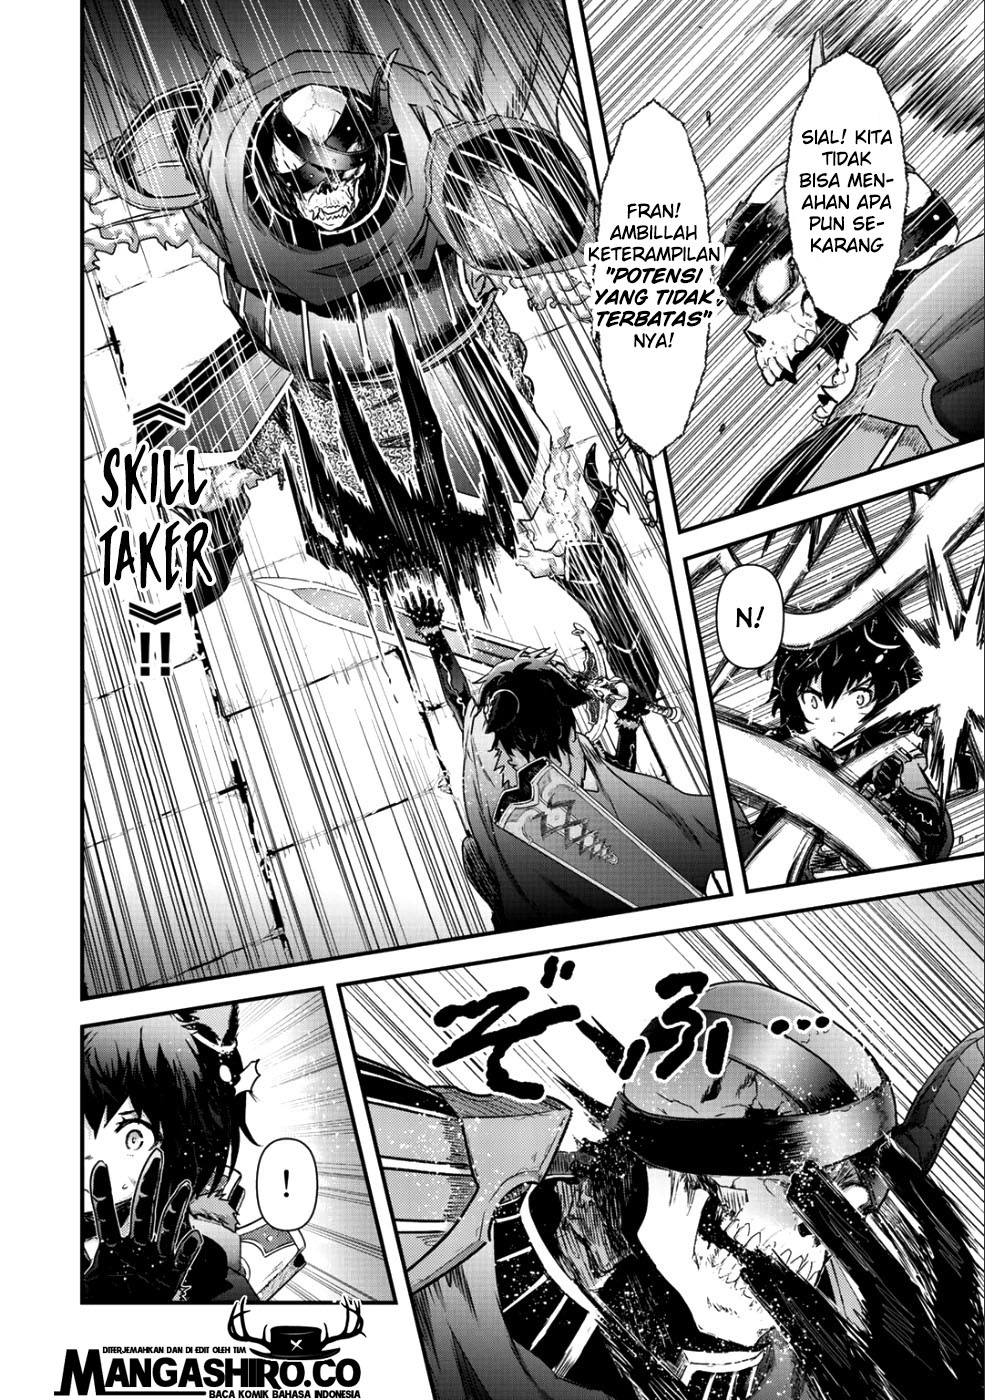 SIAL! KITA
TIDAK
BISA MEN-
AHAN APA
PUN SE-
KARANG
FRAN!
AMBILLAH
KETERAMPILAN
"POTENSI
YANG TIDAK
TERBATAS"
NYA!
N!
《SKILL
TAKER》
!!
ぞふ…
!
DITERJEMAHKAN DAN DI EDIT OLEH TIM
MANGASHIRO.CO
BACA KOMIK BAHASA INDONESIA